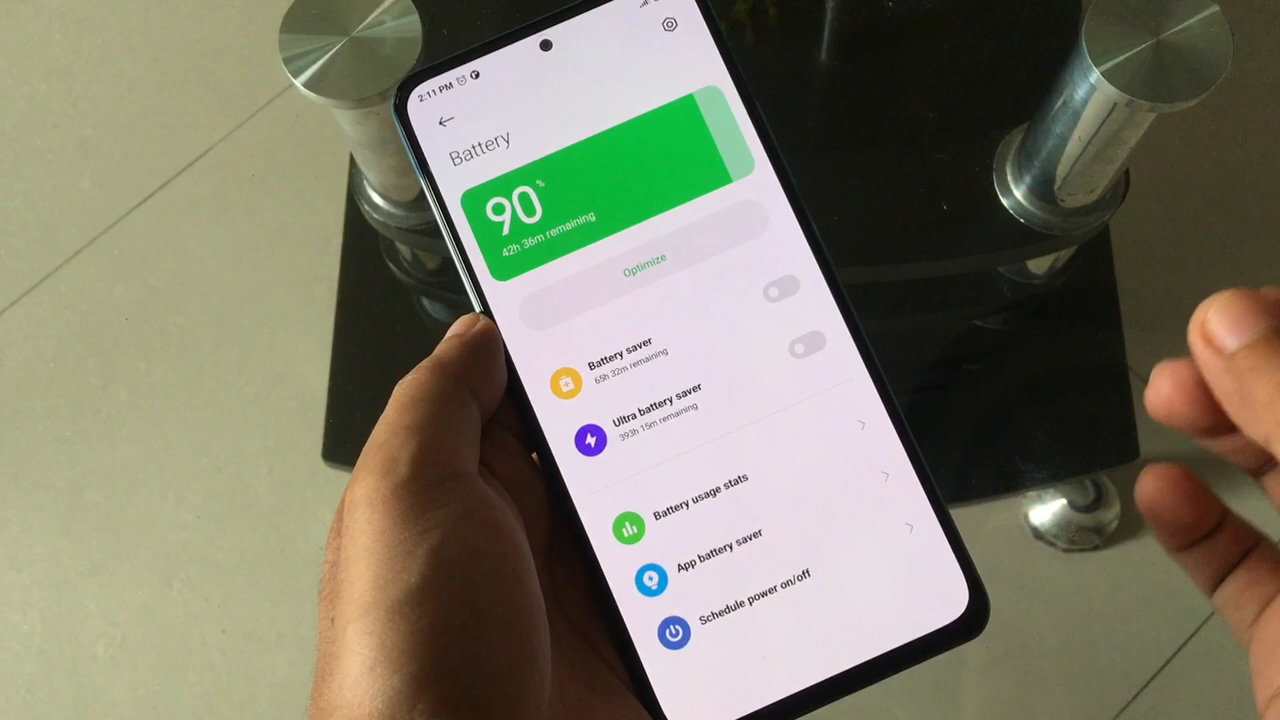 2:11 PM
Battery
90%
42h 36m remaining
Optimize
Battery saver
65h 32m remaining
Ultra battery saver
393h 15m remaining
Battery usage stats
App battery saver
Schedule power on/off